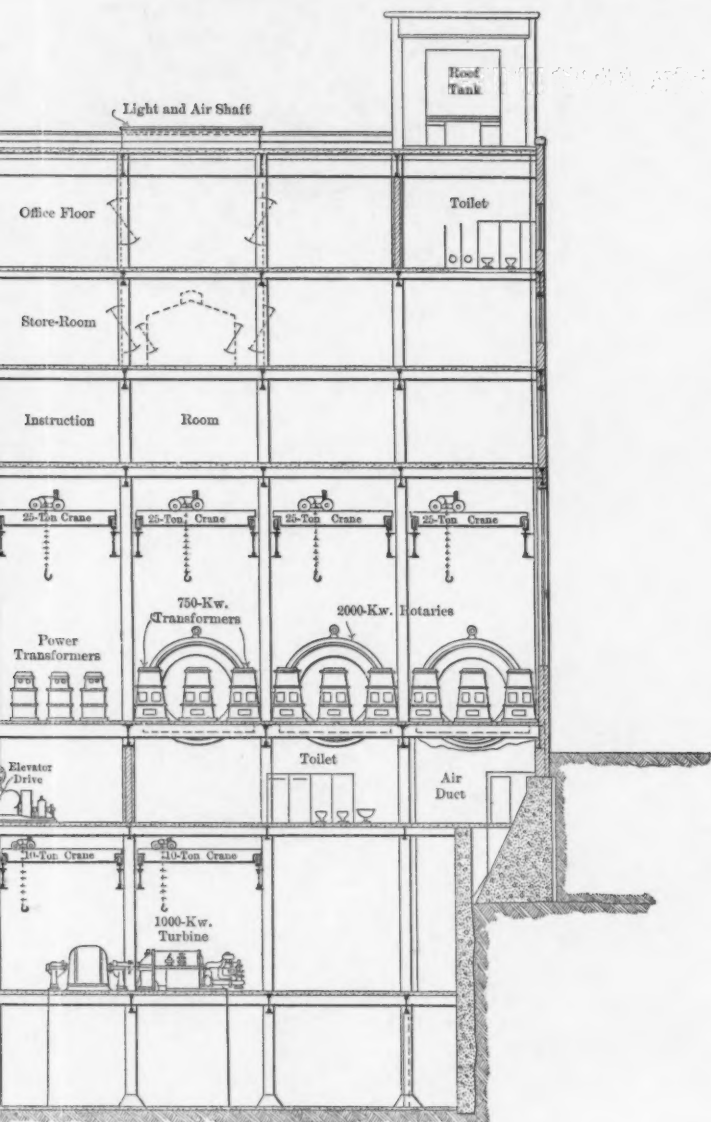 Roof
Tank
Light and Air Shaft
Office Floor
Toilet
Store-Room
Instruction Room
25-Ton Crane
25-Ton Crane
25-Ton Crane
25-Ton Crane
750-Kw.
Transformers
2000-Kw. Rotaries
Power
Transformers
Elevator
Drive
Toilet
Air
Duct
10-Ton Crane
10-Ton Crane
1000-Kw.
Turbine